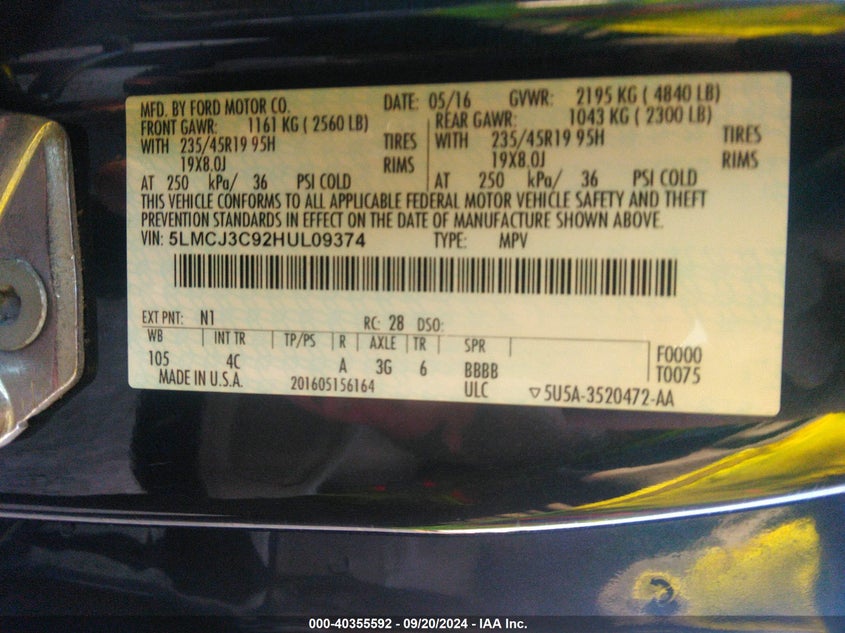 MFD. BY FORD MOTOR CO. DATE: 05/16 GVWR: 2195 KG ( 4840 LB)
FRONT GAWR: 1161 KG ( 2560 LB) REAR GAWR: 1043 KG ( 2300 LB)
WITH 235/45R19 95H TIRES WITH 235/45R19 95H TIRES
19X8.0J RIMS 19X8.0J RIMS
AT 250 kPa/ 36 PSI COLD AT 250 kPa/ 36 PSI COLD
THIS VEHICLE CONFORMS TO ALL APPLICABLE FEDERAL MOTOR VEHICLE SAFETY AND THEFT
PREVENTION STANDARDS IN EFFECT ON THE DATE OF MANUFACTURE SHOWN ABOVE.
VIN: 5LMCJ3C92HUL09374 TYPE: MPV
EXT PNT: N1 RC: 28 DSO:
WB INT TR TP/PS R AXLE TR SPR F0000
105 4C A 3G 6 BBBB T0075
MADE IN U.S.A. 201605156164 ULC ▽5U5A-3520472-AA
000-40355592 - 09/20/2024 - IAA Inc.